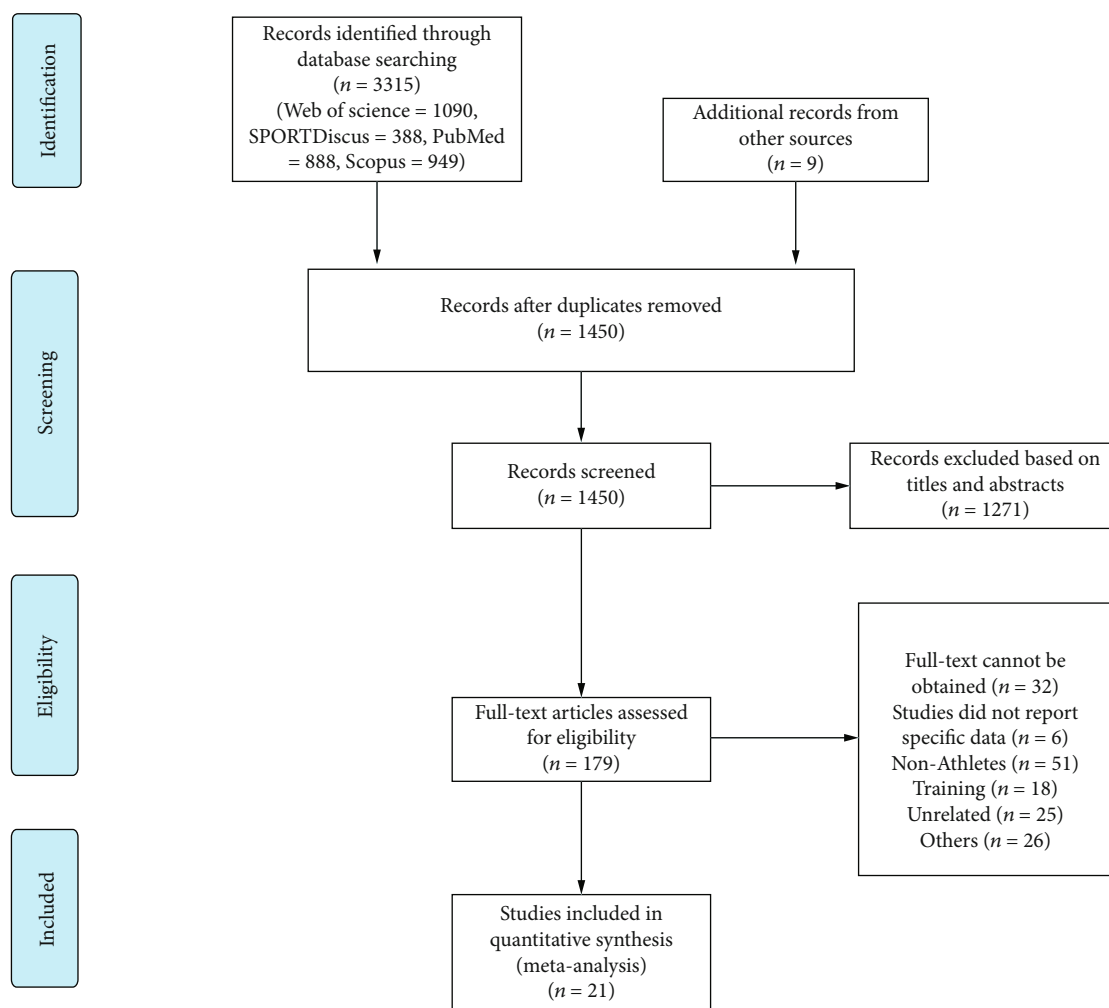 Identification
Records identified through
database searching
(n = 3315)
(Web of science = 1090,
SPORTDiscus = 388, PubMed
= 888, Scopus = 949)
Additional records from
other sources
(n = 9)
Screening
Records after duplicates removed
(n = 1450)
Records screened
(n = 1450)
Records excluded based on
titles and abstracts
(n = 1271)
Eligibility
Full-text articles assessed
for eligibility
(n = 179)
Full-text cannot be
obtained (n = 32)
Studies did not report
specific data (n = 6)
Non-Athletes (n = 51)
Training (n = 18)
Unrelated (n = 25)
Others (n = 26)
Included
Studies included in
quantitative synthesis
(meta-analysis)
n = 21)